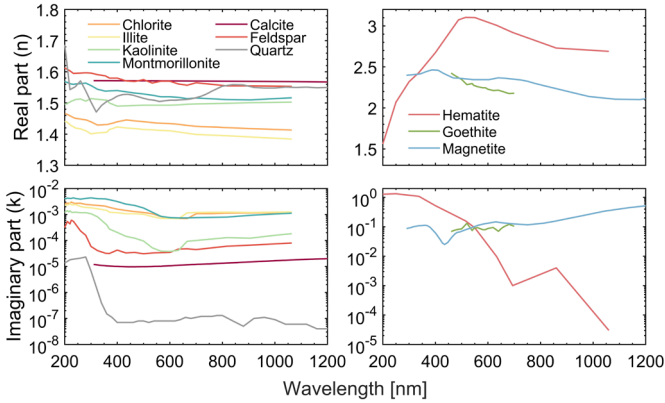 Real part (n)
1.8
1.7
1.6
1.5
1.4
1.3
Chlorite
Illite
Kaolinite
Montmorillonite
Calcite
Feldspar
Quartz
3
2.5
2
1.5
Hematite
Goethite
Magnetite
Imaginary part (k)
10-2
10-3
10-4
10-5
10-6
10-7
10-8
200 400 600 800 1000 1200
100
10-1
10-2
10-3
10-4
10-5
200 400 600 800 1000 1200
Wavelength [nm]